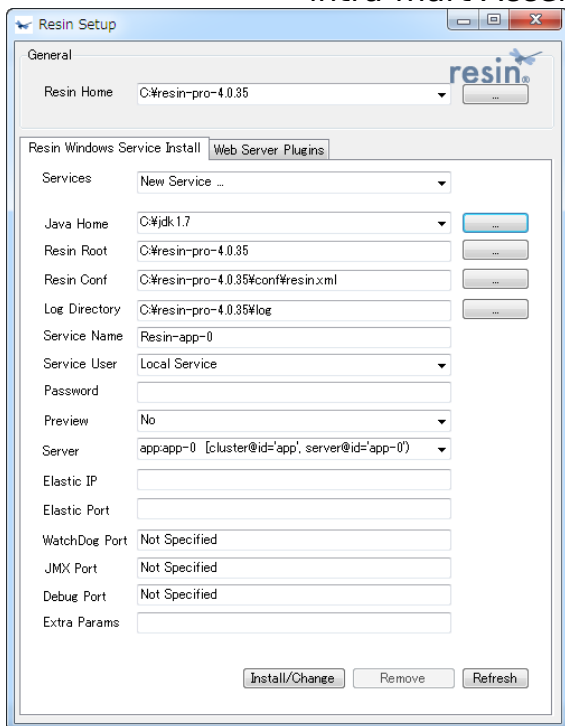 Resin Setup
General
resin®
Resin Home C:¥resin-pro-4.0.35 ...
Resin Windows Service Install Web Server Plugins
Services New Service ...
Java Home C:¥jdk1.7 ...
Resin Root C:¥resin-pro-4.0.35 ...
Resin Conf C:¥resin-pro-4.0.35¥conf¥resin.xml ...
Log Directory C:¥resin-pro-4.0.35¥log ...
Service Name Resin-app-0
Service User Local Service
Password
Preview No
Server app:app-0 [cluster@id='app', server@id='app-0')
Elastic IP
Elastic Port
WatchDog Port Not Specified
JMX Port Not Specified
Debug Port Not Specified
Extra Params
Install/Change Remove Refresh